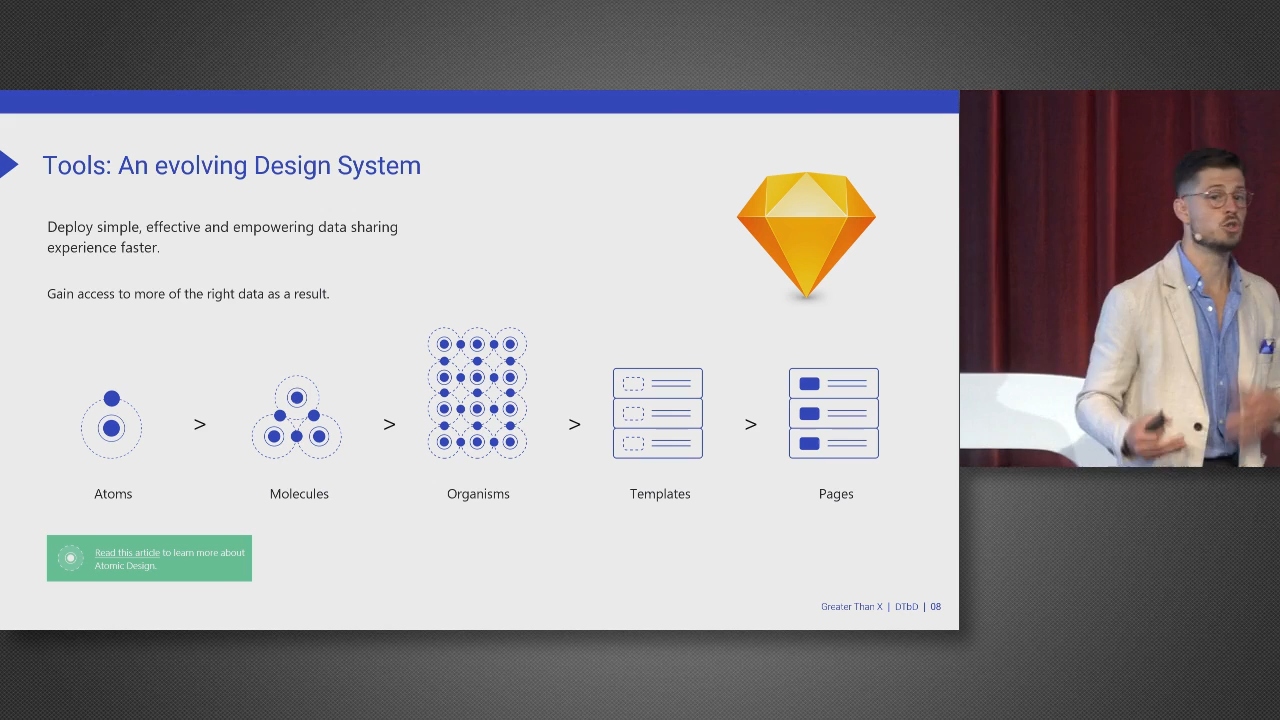 Tools: An evolving Design System
Deploy simple, effective and empowering data sharing
experience faster.
Gain access to more of the right data as a result.
> > > >
Atoms Molecules Organisms Templates Pages
Read this article to learn more about
Atomic Design.
Greater Than X | DTbD | 08